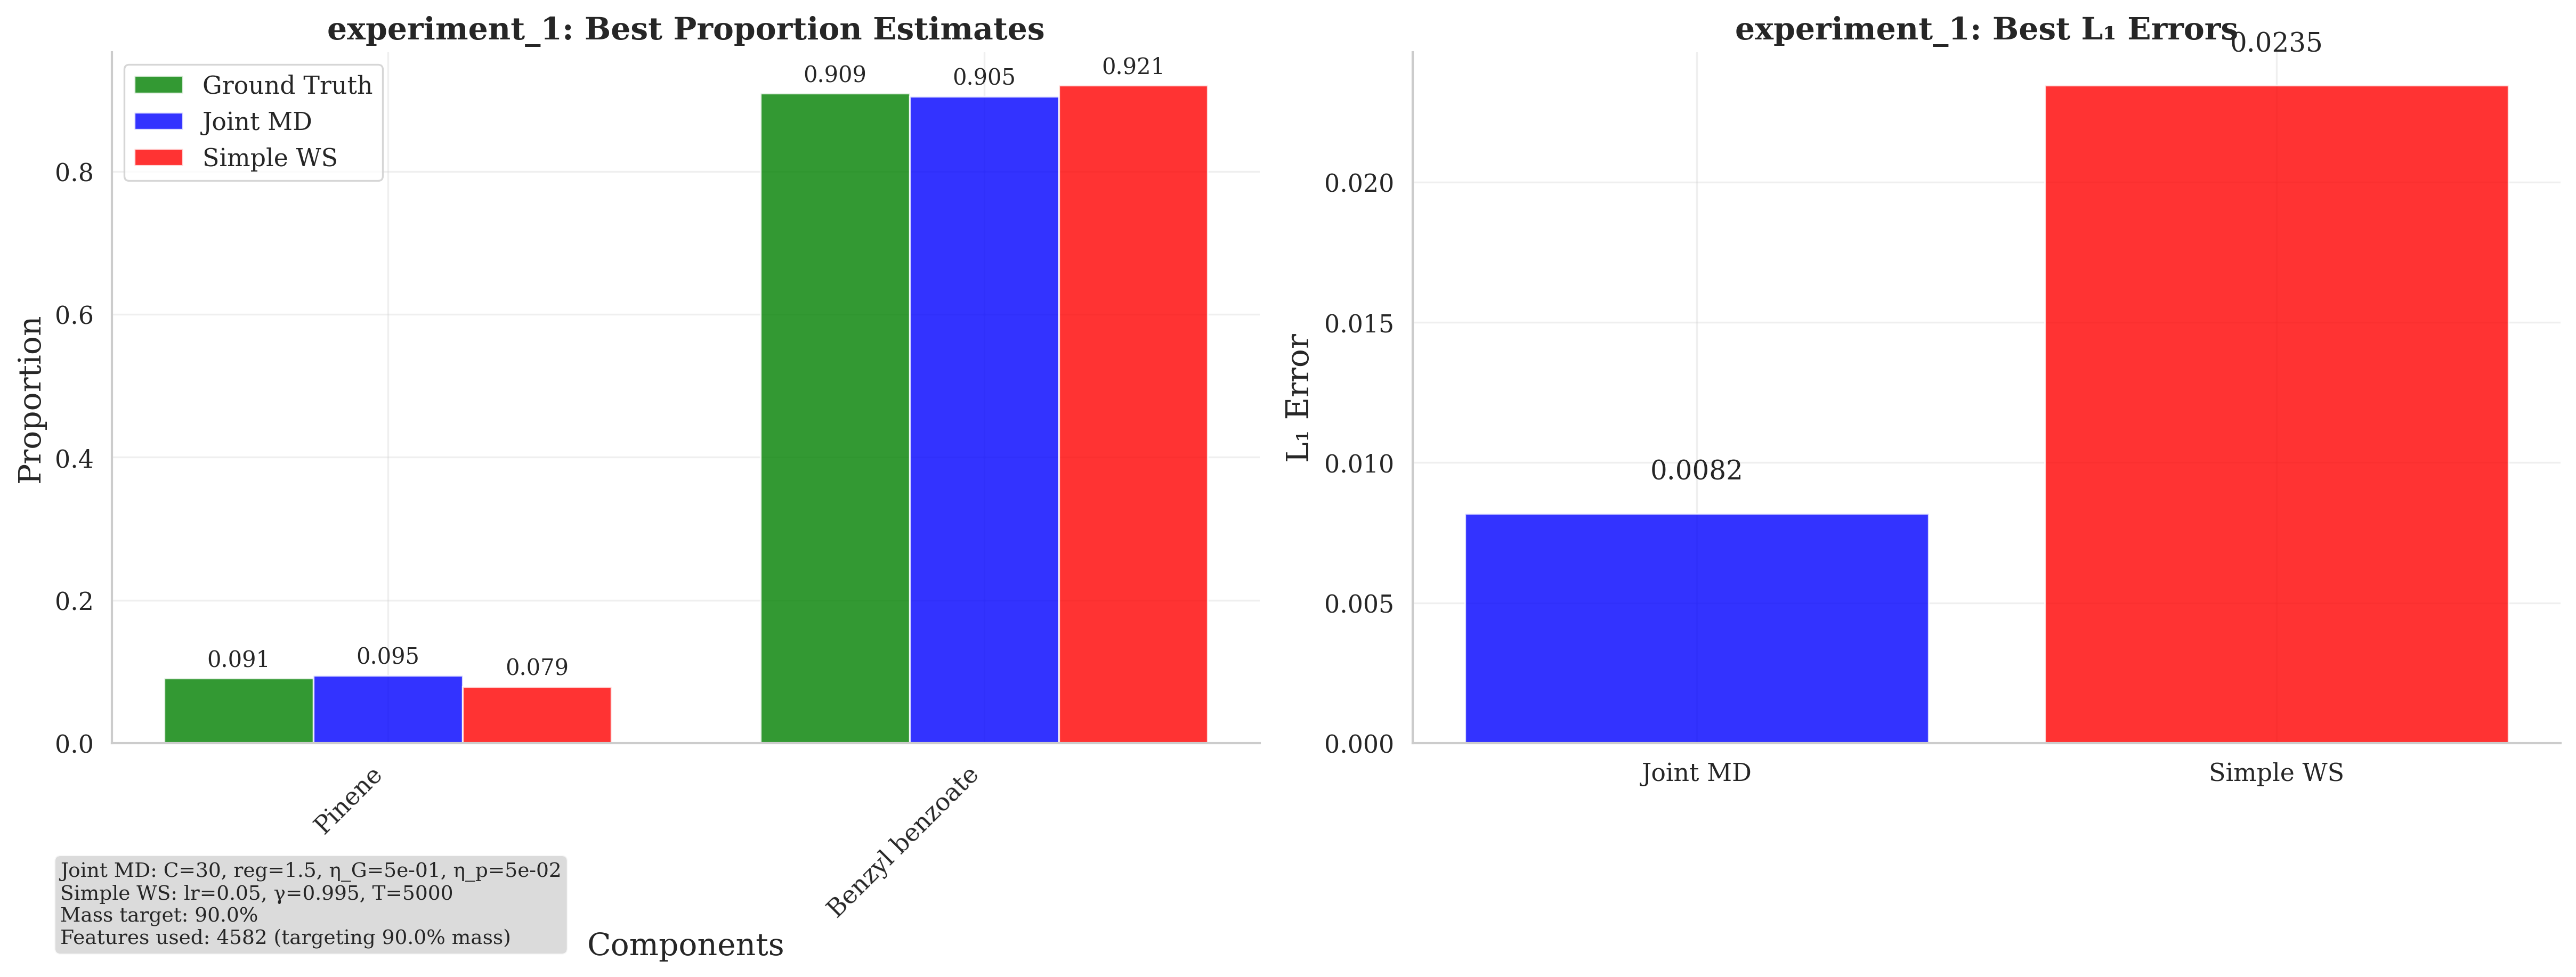 experiment_1: Best Proportion Estimates
Ground Truth
Joint MD
Simple WS
0.909
0.905
0.921
0.091
0.095
0.079
0.8
0.6
0.4
0.2
0.0
Proportion
Pinene
Benzyl benzoate
Components
Joint MD: C=30, reg=1.5, η_G=5e-01, η_p=5e-02
Simple WS: lr=0.05, γ=0.995, T=5000
Mass target: 90.0%
Features used: 4582 (targeting 90.0% mass)
experiment_1: Best L₁ Errors
0.0235
0.0082
0.020
0.015
0.010
0.005
0.000
L₁ Error
Joint MD
Simple WS